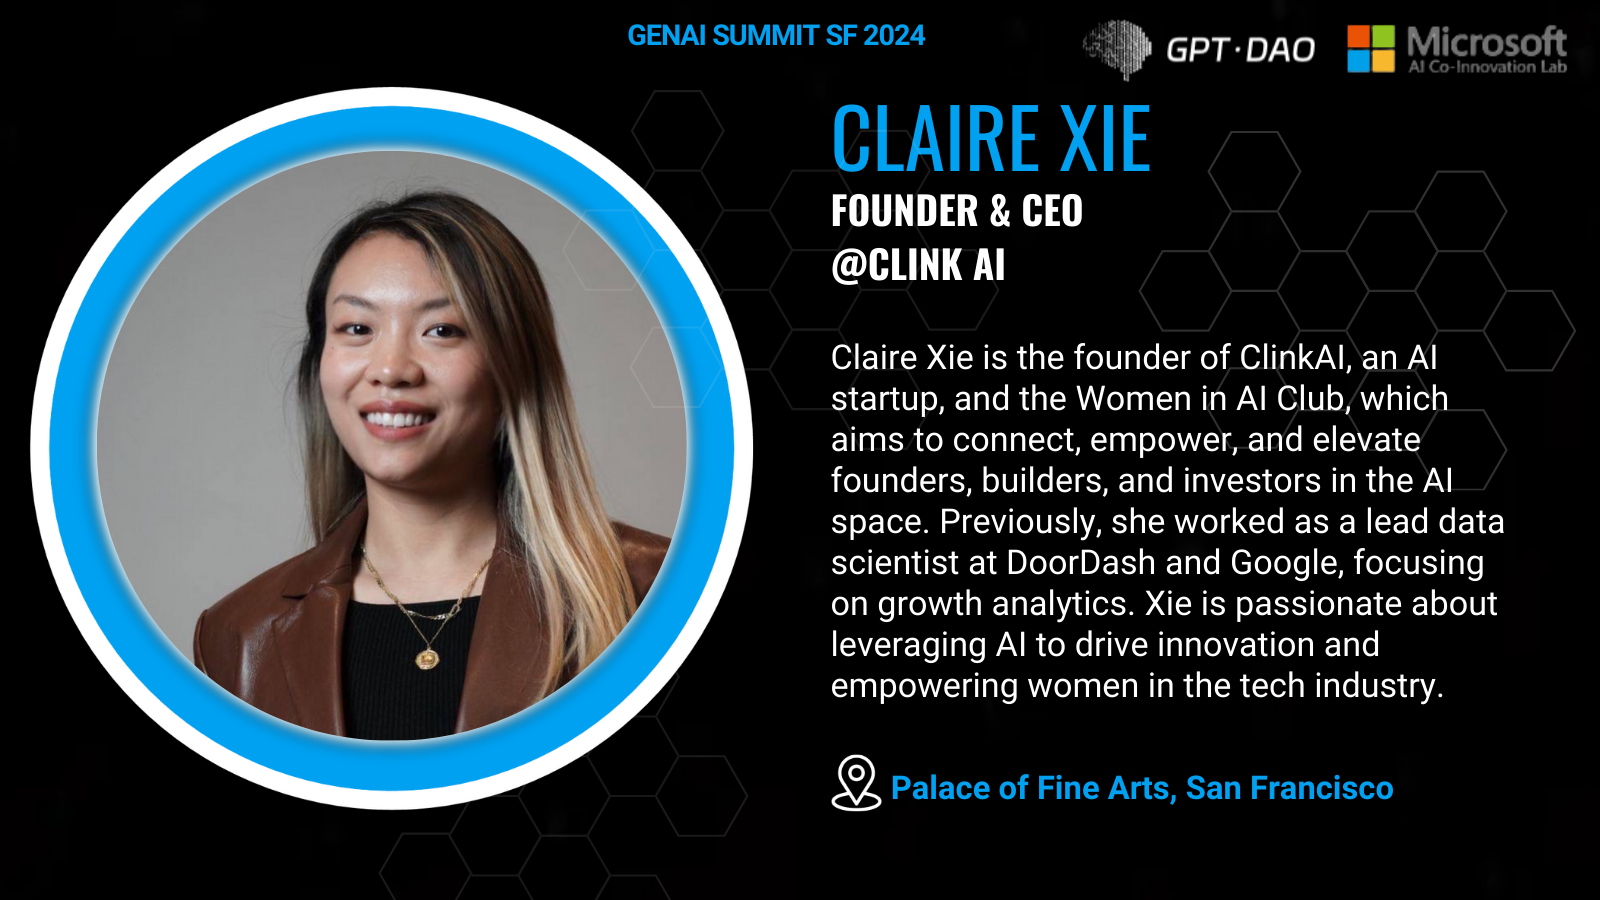 GENAI SUMMIT SF 2024
GPT·DAO
Microsoft
AI Co-Innovation Lab
CLAIRE XIE
FOUNDER & CEO
@CLINK AI
Claire Xie is the founder of ClinkAI, an AI
startup, and the Women in AI Club, which
aims to connect, empower, and elevate
founders, builders, and investors in the AI
space. Previously, she worked as a lead data
scientist at DoorDash and Google, focusing
on growth analytics. Xie is passionate about
leveraging AI to drive innovation and
empowering women in the tech industry.
Palace of Fine Arts, San Francisco